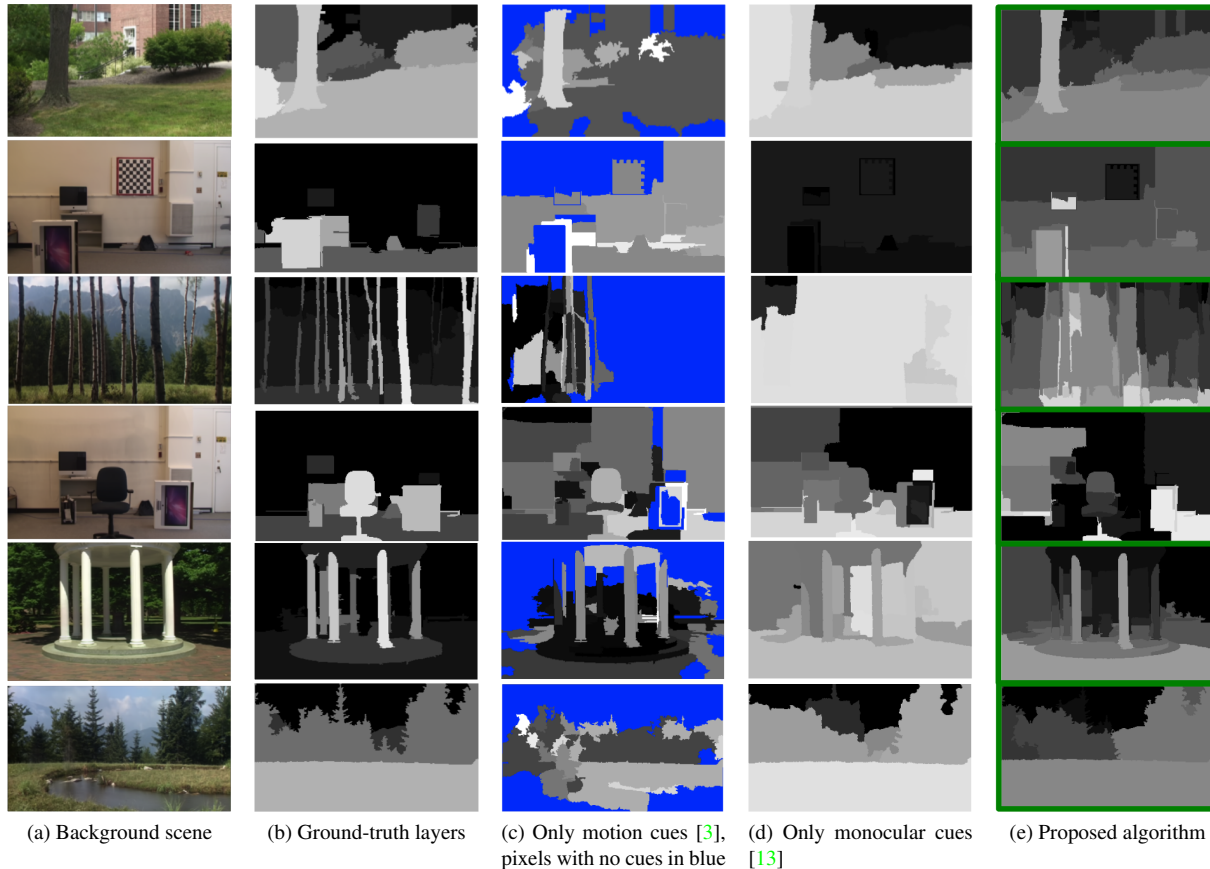 (a) Background scene
(b) Ground-truth layers
(c) Only motion cues [3],
pixels with no cues in blue
(d) Only monocular cues
[13]
(e) Proposed algorithm